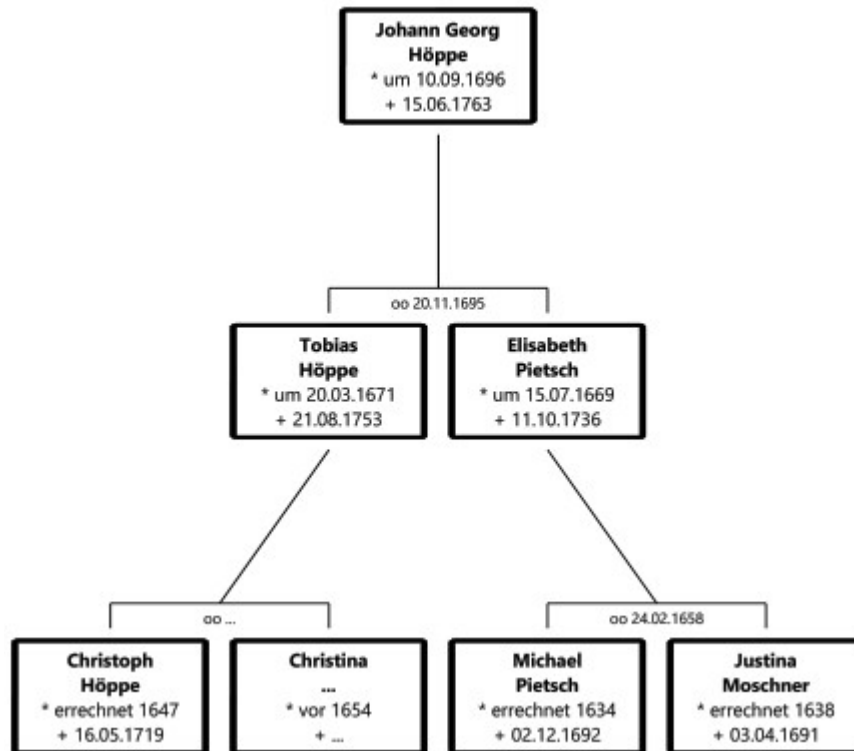 Johann Georg
Höppe
* um 10.09.1696
+ 15.06.1763
oo 20.11.1695
Tobias
Höppe
* um 20.03.1671
+ 21.08.1753
Elisabeth
Pietsch
* um 15.07.1669
+ 11.10.1736
oo ...
oo 24.02.1658
Christoph
Höppe
* errechnet 1647
+ 16.05.1719
Christina
...
* vor 1654
+ ...
Michael
Pietsch
* errechnet 1634
+ 02.12.1692
Justina
Moschner
* errechnet 1638
+ 03.04.1691